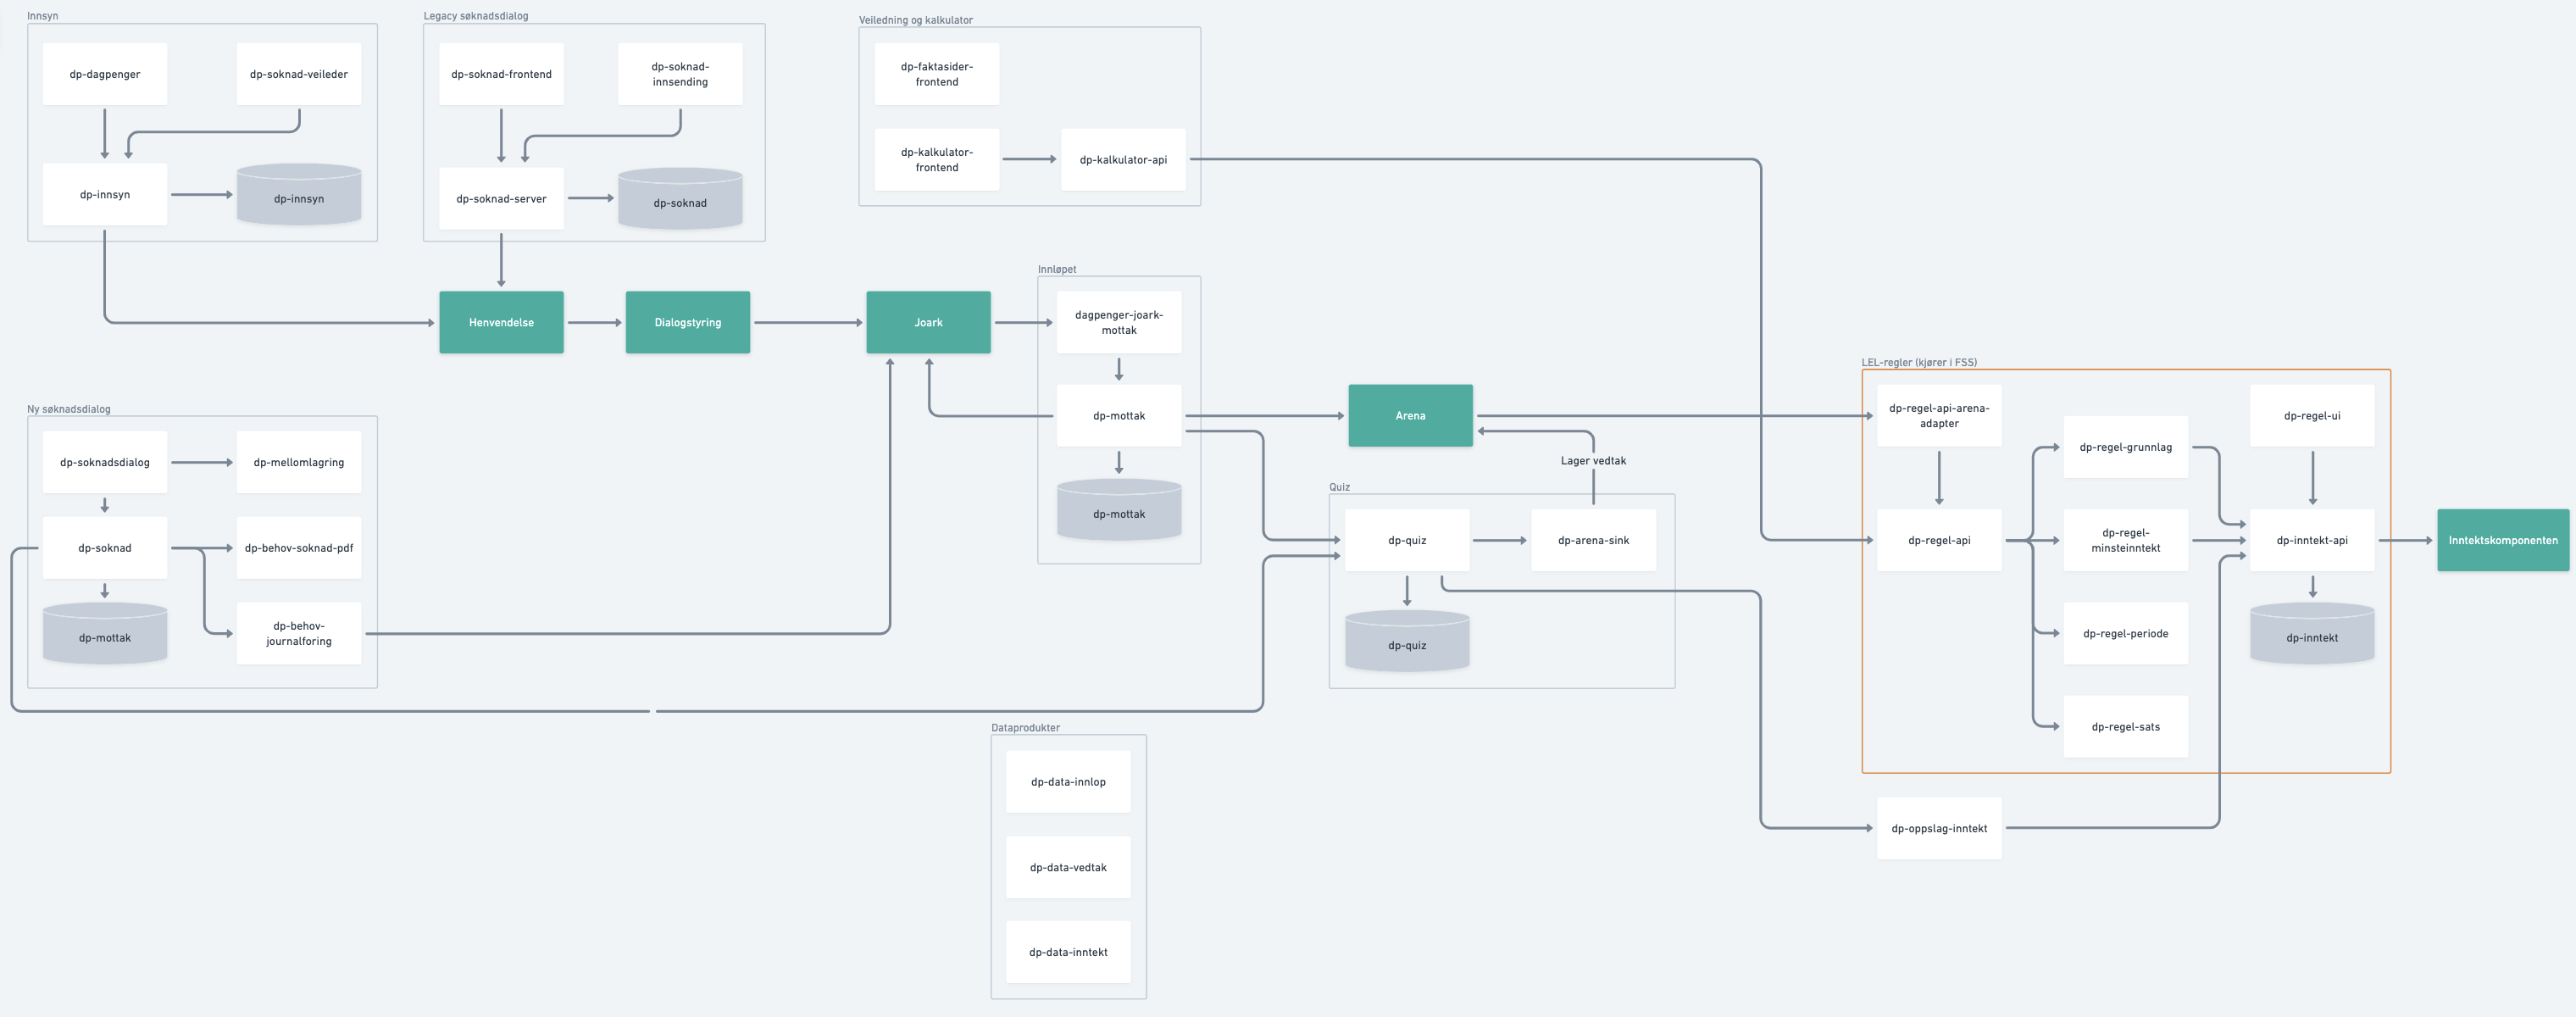 Innsyn
dp-dagpenger
dp-soknad-veileder
dp-innsyn
dp-innsyn
Legacy søknadsdialog
dp-soknad-frontend
dp-soknad-
innsending
dp-soknad-server
dp-soknad
Veiledning og kalkulator
dp-faktasider-
frontend
dp-kalkulator-
frontend
dp-kalkulator-api
Henvendelse
Dialogstyring
Joark
Innløpet
dagpenger-joark-
mottak
dp-mottak
dp-mottak
Arena
Lager vedtak
Ny søknadsdialog
dp-soknadsdialog
dp-mellomlagring
dp-soknad
dp-behov-soknad-pdf
dp-mottak
dp-behov-
journalforing
Quiz
dp-quiz
dp-arena-sink
dp-quiz
LEL-regler (kjører i FSS)
dp-regel-api-arena-
adapter
dp-regel-grunnlag
dp-regel-ui
dp-regel-api
dp-regel-
minsteinntekt
dp-inntekt-api
dp-regel-periode
dp-inntekt
dp-regel-sats
Inntektskomponenten
dp-oppslag-inntekt
Dataprodukter
dp-data-innlop
dp-data-vedtak
dp-data-inntekt